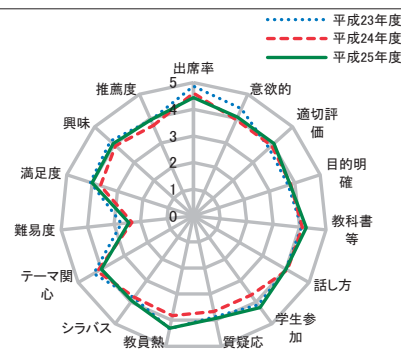 平成23年度
平成24年度
平成25年度
出席率
意欲的
適切評
価
目的明
確
教科書
等
話し方
学生参
加
質疑応
教員熱
シラバス
テーマ関
心
難易度
満足度
興味
推薦度
5
4
3
2
1
0